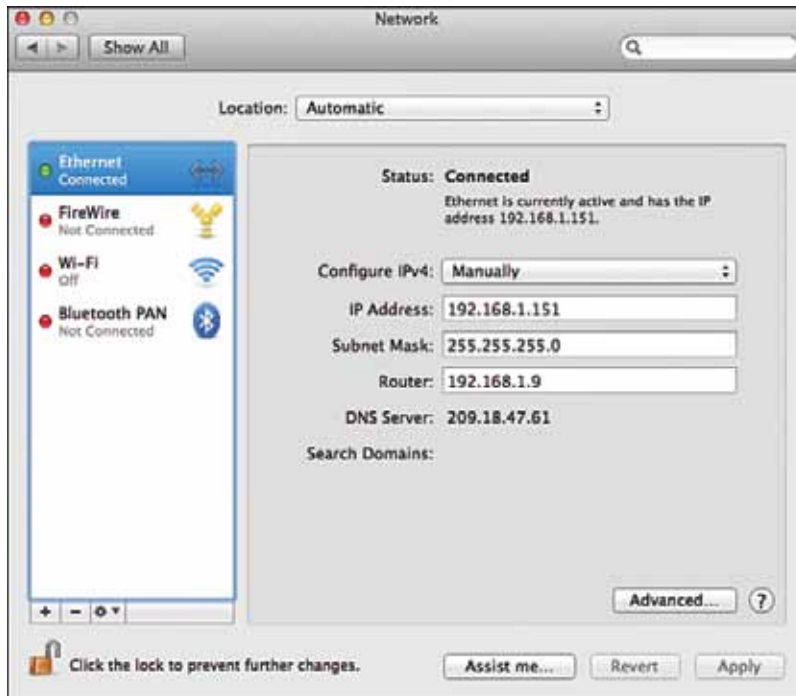 Network
Show All
Location: Automatic
Ethernet
Connected
FireWire
Not Connected
Wi-Fi
Off
Bluetooth PAN
Not Connected
Status: Connected
Ethernet is currently active and has the IP
address 192.168.1.151.
Configure IPv4: Manually
IP Address: 192.168.1.151
Subnet Mask: 255.255.255.0
Router: 192.168.1.9
DNS Server: 209.18.47.61
Search Domains:
Advanced... ?
Click the lock to prevent further changes.
Assist me... Revert Apply